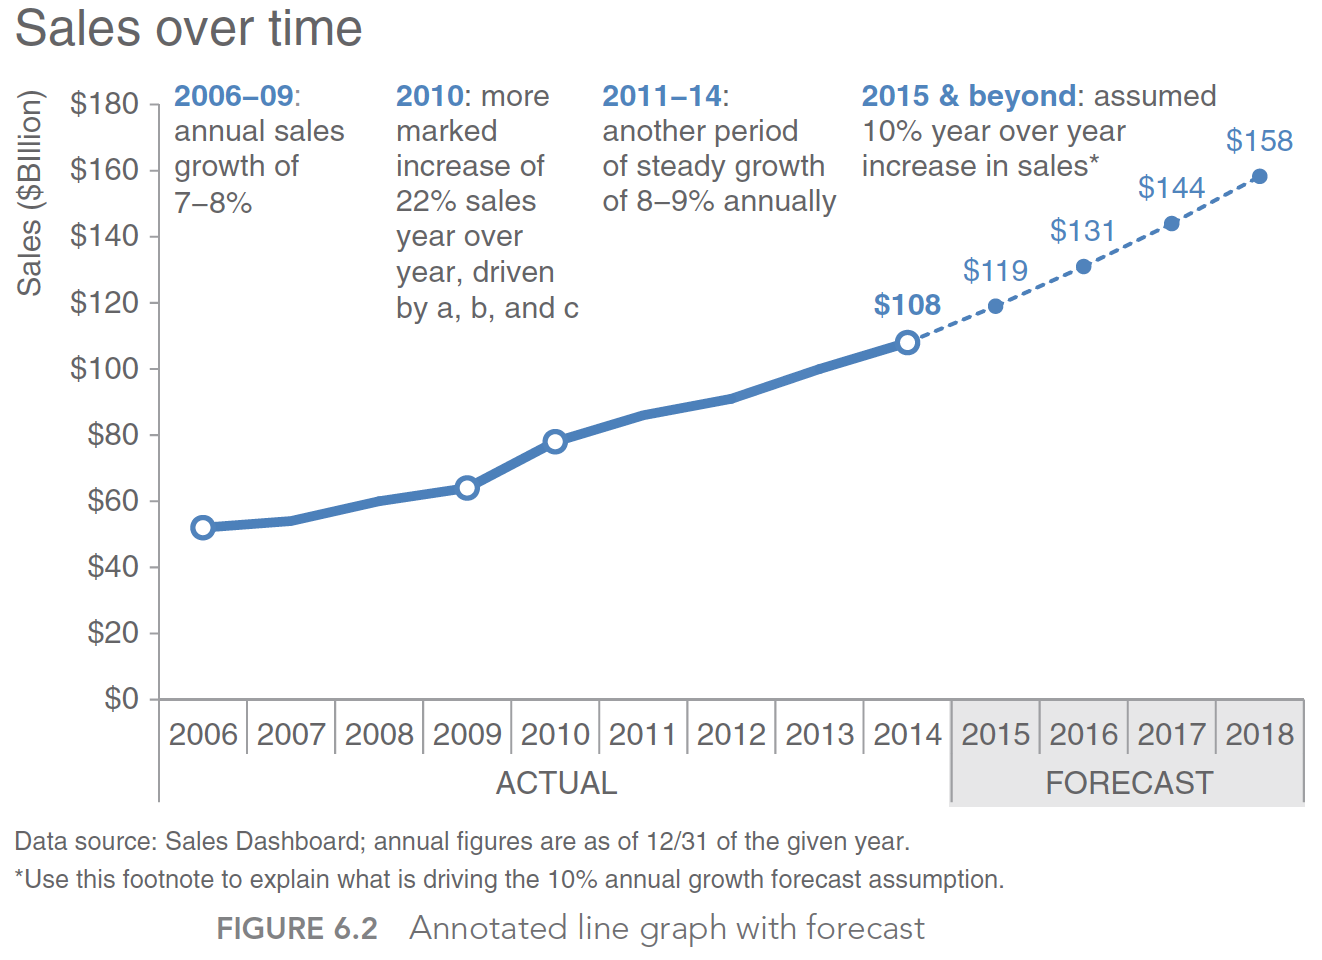 Sales over time
Sales ($BIllion)
$180
$160
$140
$120
$100
$80
$60
$40
$20
$0
2006–09:
annual sales
growth of
7–8%
2010: more
marked
increase of
22% sales
year over
year, driven
by a, b, and c
2011–14:
another period
of steady growth
of 8–9% annually
2015 & beyond: assumed
10% year over year
increase in sales*
$108
$119
$131
$144
$158
2006 2007 2008 2009 2010 2011 2012 2013 2014 2015 2016 2017 2018
ACTUAL FORECAST
Data source: Sales Dashboard; annual figures are as of 12/31 of the given year.
*Use this footnote to explain what is driving the 10% annual growth forecast assumption.
FIGURE 6.2 Annotated line graph with forecast